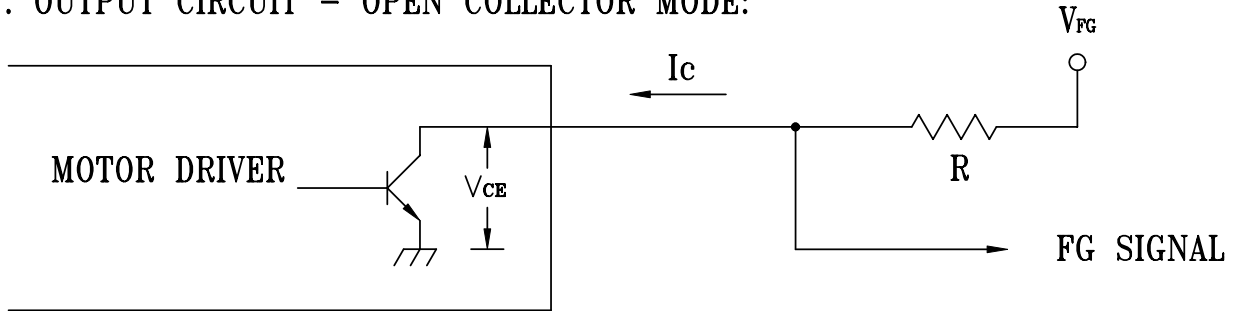 . OUTPUT CIRCUIT - OPEN COLLECTOR MODE:
VFG
Ic
MOTOR DRIVER
VCE
R
FG SIGNAL